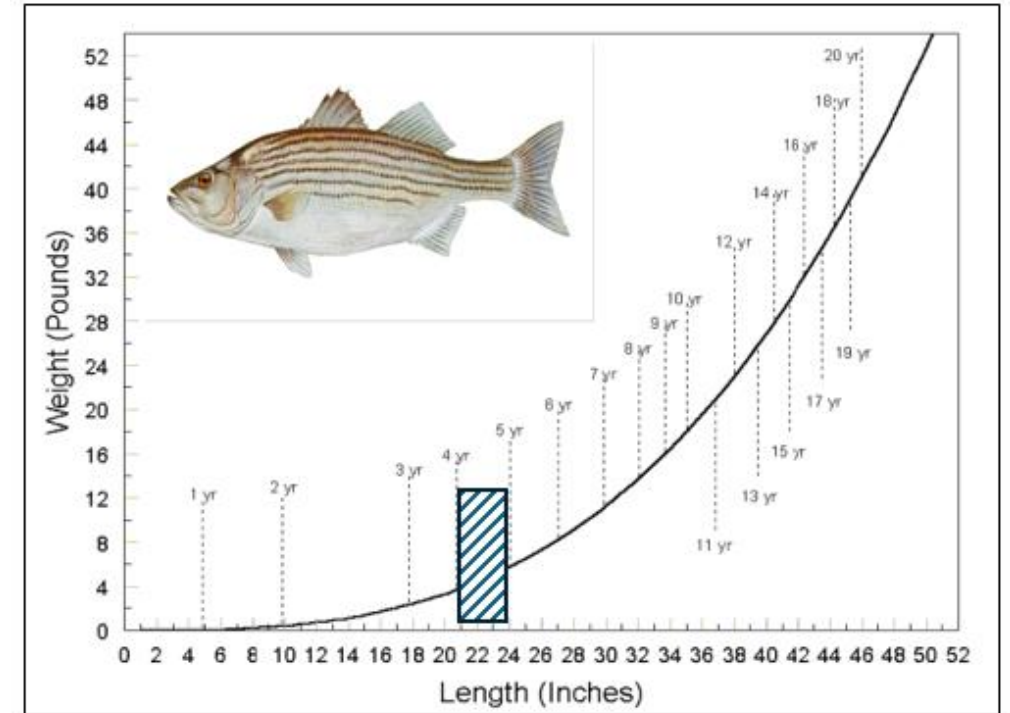 52
48
44
40
36
32
28
24
20
16
12
8
4
0
Weight (Pounds)
1 yr
2 yr
3 yr
4 yr
5 yr
6 yr
7 yr
8 yr
9 yr
10 yr
11 yr
12 yr
13 yr
14 yr
15 yr
16 yr
17 yr
18 yr
19 yr
20 yr
0 2 4 6 8 10 12 14 16 18 20 22 24 26 28 30 32 34 36 38 40 42 44 46 48 50 52
Length (Inches)